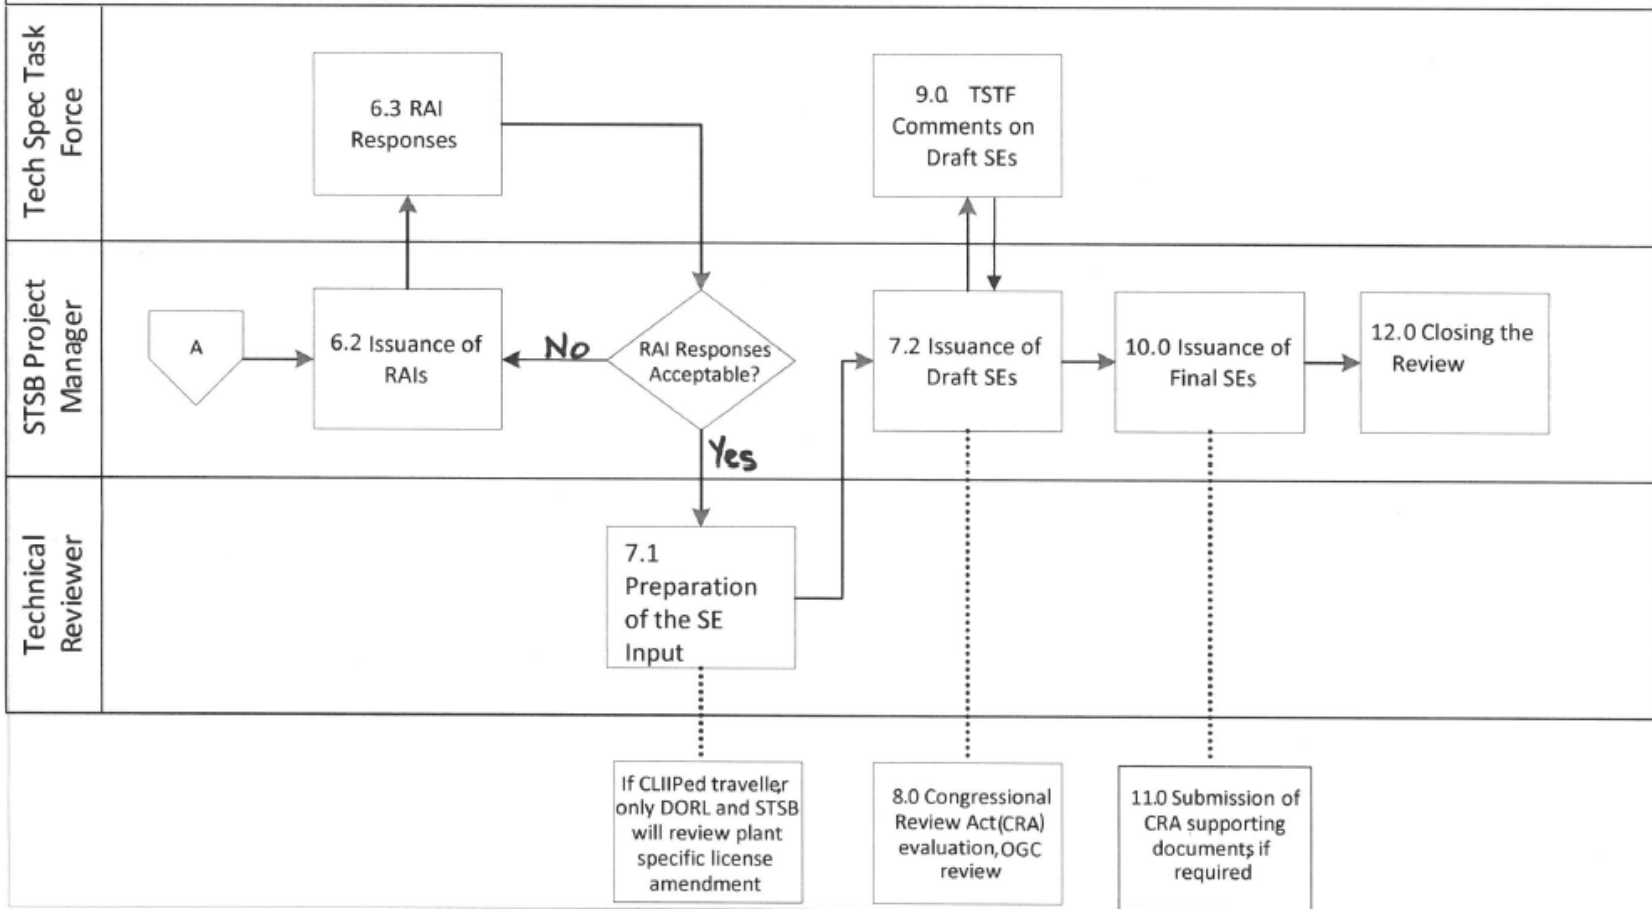 Tech Spec Task
Force
6.3 RAI
Responses
9.0 TSTF
Comments on
Draft SEs
STSB Project
Manager
A
6.2 Issuance of
RAIs
No
RAI Responses
Acceptable?
Yes
7.2 Issuance of
Draft SEs
10.0 Issuance of
Final SEs
12.0 Closing the
Review
Technical
Reviewer
7.1
Preparation
of the SE
Input
If CLIIPed traveller,
only DORL and STSB
will review plant
specific license
amendment
8.0 Congressional
Review Act(CRA)
evaluation,OGC
review
11.0 Submission of
CRA supporting
documents, if
required